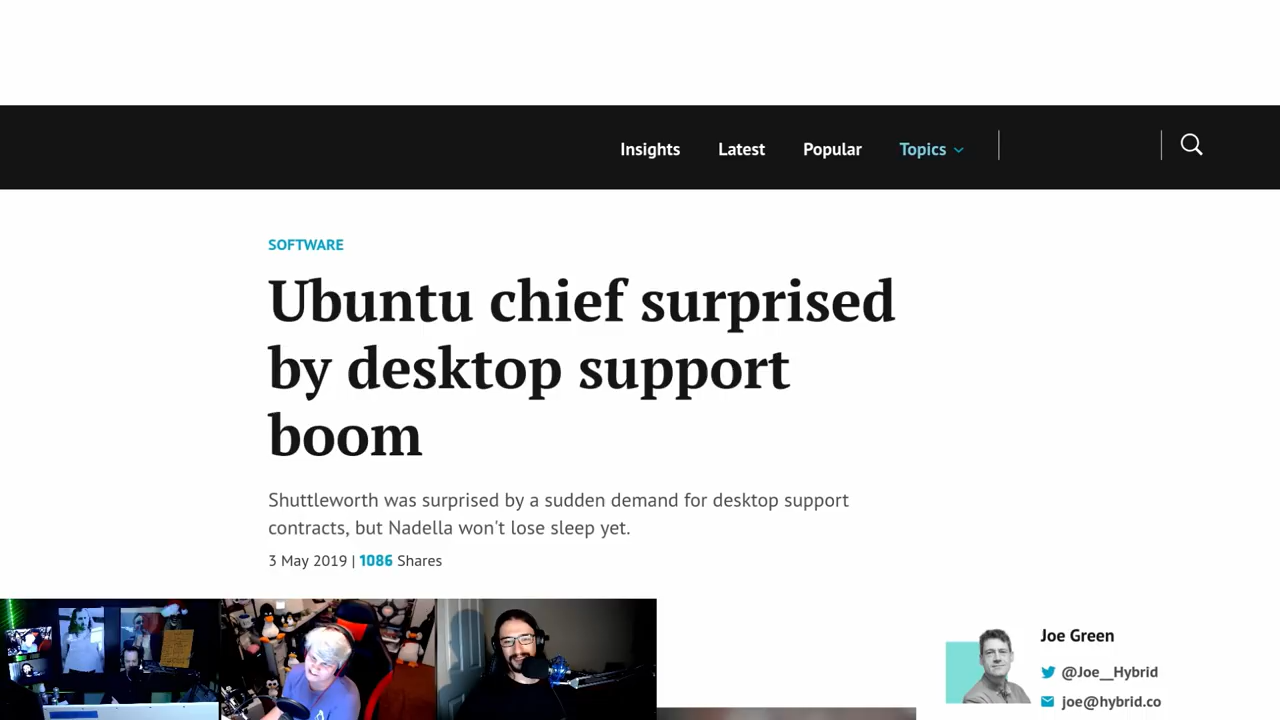 Insights Latest Popular Topics
SOFTWARE
Ubuntu chief surprised
by desktop support
boom
Shuttleworth was surprised by a sudden demand for desktop support
contracts, but Nadella won't lose sleep yet.
3 May 2019 | 1086 Shares
Joe Green
@Joe__Hybrid
joe@hybrid.co